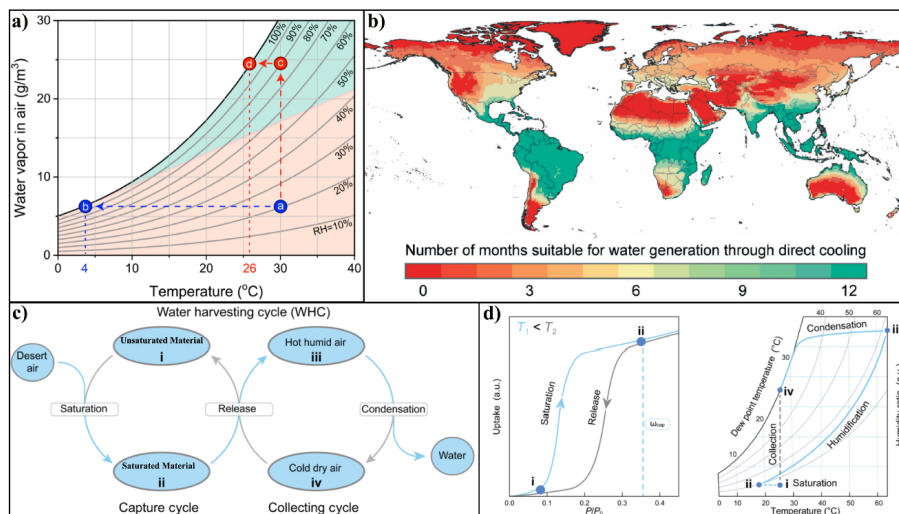 a)
Water vapor in air (g/m³)
30
20
10
0
100%
90%
80%
70%
60%
50%
40%
30%
20%
RH=10%
d
c
b
a
0
4
10
20
26
30
40
Temperature (°C)
b)
Number of months suitable for water generation through direct cooling
0
3
6
9
12
c)
Water harvesting cycle (WHC)
Desert
air
Unsaturated Material
i
Hot humid air
iii
Saturation
Release
Condensation
Saturated Material
ii
Cold dry air
iv
Water
Capture cycle
Collecting cycle
d)
T₁ < T₂
ii
Uptake (a.u.)
Saturation
Release
i
0.0
0.1
0.2
0.3
0.4
40
50
60
Condensation
Dew point temperature (°C)
30
20
10
iv
Collection
Humidification
ii
i
Saturation
0
10
20
30
40
50
60
Temperature (°C)